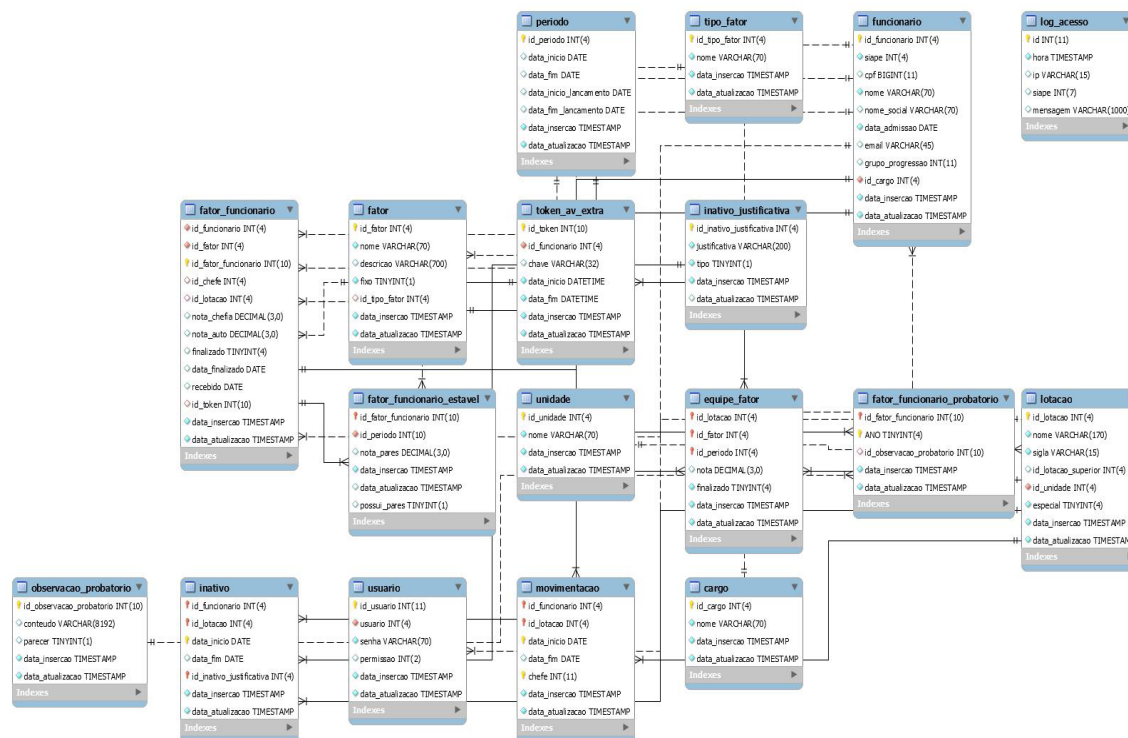 periodo
id_periodo INT(4)
data_inicio DATE
data_fim DATE
data_inicio_lancamento DATE
data_fim_lancamento DATE
data_insercao TIMESTAMP
data_atualizacao TIMESTAMP
Indexes
tipo_fator
id_tipo_fator INT(4)
nome VARCHAR(70)
data_insercao TIMESTAMP
data_atualizacao TIMESTAMP
Indexes
funcionario
id_funcionario INT(4)
siape INT(4)
cpf BIGINT(11)
nome VARCHAR(70)
nome_social VARCHAR(70)
data_admissao DATE
email VARCHAR(45)
grupo_progressao INT(11)
id_cargo INT(4)
data_insercao TIMESTAMP
data_atualizacao TIMESTAMP
Indexes
log_acesso
id INT(11)
hora TIMESTAMP
ip VARCHAR(15)
siape INT(7)
mensagem VARCHAR(1000)
Indexes
fator_funcionario
id_funcionario INT(4)
id_fator INT(4)
id_fator_funcionario INT(10)
id_chefe INT(4)
id_lotacao INT(4)
nota_chefia DECIMAL(3,0)
nota_auto DECIMAL(3,0)
finalizado TINYINT(4)
data_finalizado DATE
recebido DATE
id_token INT(10)
data_insercao TIMESTAMP
data_atualizacao TIMESTAMP
Indexes
fator
id_fator INT(4)
nome VARCHAR(70)
descricao VARCHAR(700)
fixo TINYINT(1)
id_tipo_fator INT(4)
data_insercao TIMESTAMP
data_atualizacao TIMESTAMP
Indexes
token_av_extra
id_token INT(10)
id_funcionario INT(4)
chave VARCHAR(32)
data_inicio DATETIME
data_fim DATETIME
data_insercao TIMESTAMP
data_atualizacao TIMESTAMP
Indexes
inativo_justificativa
id_inativo_justificativa INT(4)
justificativa VARCHAR(200)
tipo TINYINT(1)
data_insercao TIMESTAMP
data_atualizacao TIMESTAMP
Indexes
fator_funcionario_estavel
id_fator_funcionario INT(10)
id_periodo INT(10)
nota_pares DECIMAL(3,0)
data_insercao TIMESTAMP
data_atualizacao TIMESTAMP
possui_pares TINYINT(1)
Indexes
unidade
id_unidade INT(4)
nome VARCHAR(70)
data_insercao TIMESTAMP
data_atualizacao TIMESTAMP
Indexes
equipe_fator
id_lotacao INT(4)
id_fator INT(4)
id_periodo INT(4)
nota DECIMAL(3,0)
finalizado TINYINT(4)
data_insercao TIMESTAMP
data_atualizacao TIMESTAMP
Indexes
fator_funcionario_probatorio
id_fator_funcionario INT(10)
ANO TINYINT(4)
id_observacao_probatorio INT(10)
data_insercao TIMESTAMP
data_atualizacao TIMESTAMP
Indexes
lotacao
id_lotacao INT(4)
nome VARCHAR(170)
sigla VARCHAR(15)
id_lotacao_superior INT(4)
id_unidade INT(4)
especial TINYINT(4)
data_insercao TIMESTAMP
data_atualizacao TIMESTAM
Indexes
observacao_probatorio
id_observacao_probatorio INT(10)
conteudo VARCHAR(8192)
parecer TINYINT(1)
data_insercao TIMESTAMP
data_atualizacao TIMESTAMP
Indexes
inativo
id_funcionario INT(4)
id_lotacao INT(4)
data_inicio DATE
data_fim DATE
id_inativo_justificativa INT(4)
data_insercao TIMESTAMP
data_atualizacao TIMESTAMP
Indexes
usuario
id_usuario INT(11)
usuario INT(4)
senha VARCHAR(70)
permissao INT(2)
data_insercao TIMESTAMP
data_atualizacao TIMESTAMP
Indexes
movimentacao
id_funcionario INT(4)
id_lotacao INT(4)
data_inicio DATE
data_fim DATE
chefe INT(11)
data_insercao TIMESTAMP
data_atualizacao TIMESTAMP
Indexes
cargo
id_cargo INT(4)
nome VARCHAR(70)
data_insercao TIMESTAMP
data_atualizacao TIMESTAMP
Indexes